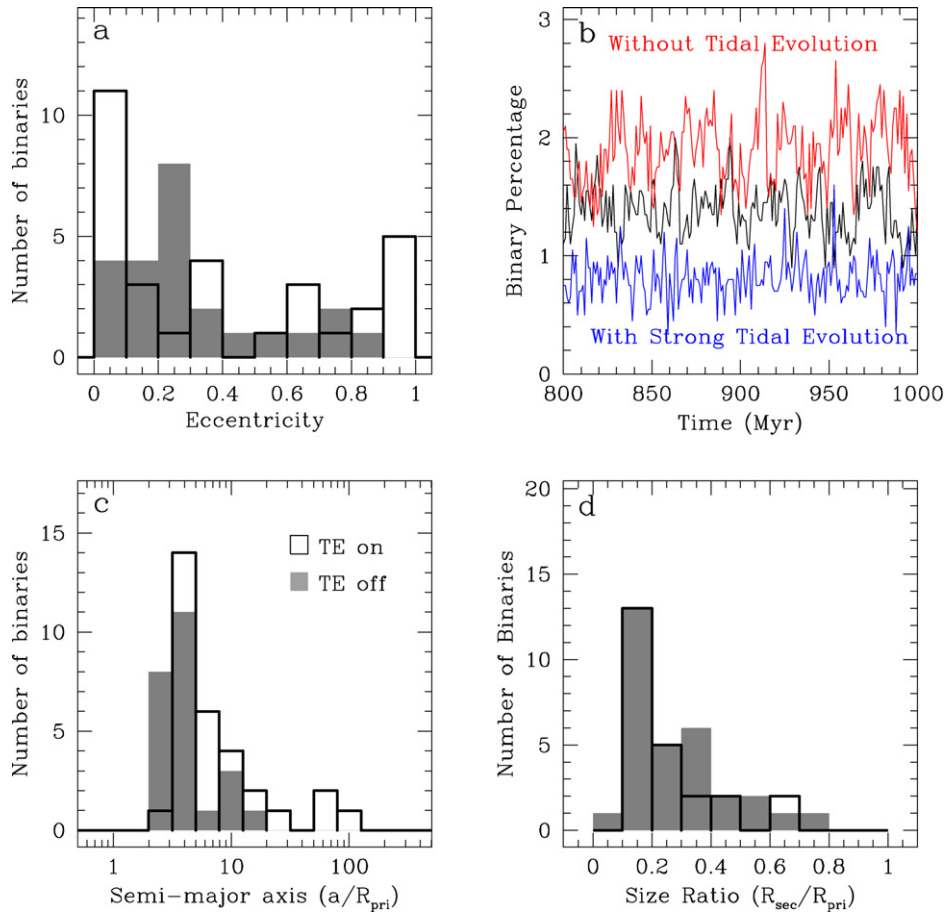 a
10
5
0
Number of binaries
0 0.2 0.4 0.6 0.8 1
Eccentricity
b
Without Tidal Evolution
With Strong Tidal Evolution
3
2
1
0
Binary Percentage
800 850 900 950 1000
Time (Myr)
c
TE on
TE off
15
10
5
0
Number of binaries
1 10 100
Semi-major axis (a/R_pri)
d
20
15
10
5
0
Number of Binaries
0 0.2 0.4 0.6 0.8 1
Size Ratio (R_sec/R_pri)